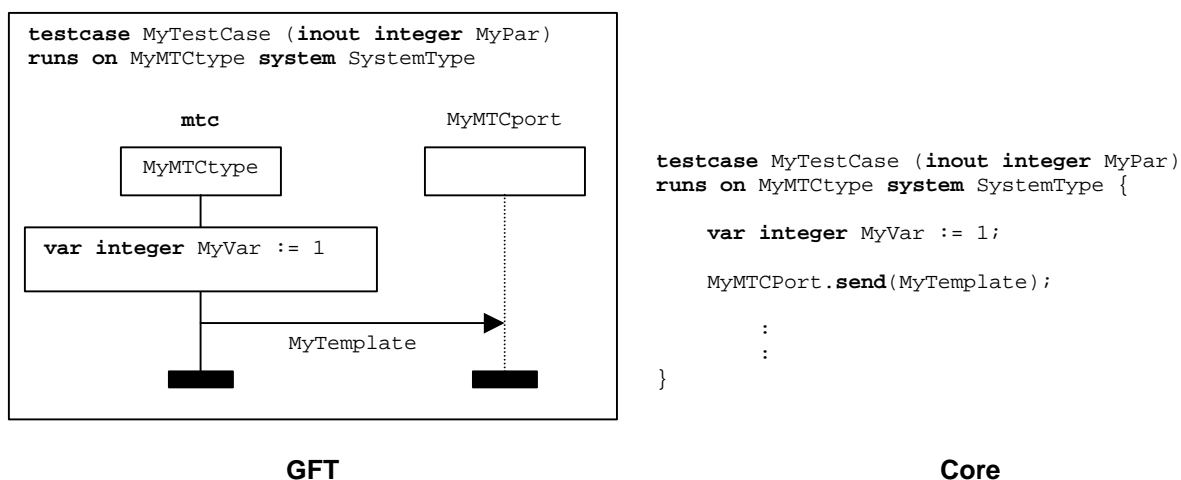 testcase MyTestCase (inout integer MyPar)
runs on MyMTCtype system SystemType
mtc
MyMTCport
MyMTCtype
var integer MyVar := 1
MyTemplate
GFT
testcase MyTestCase (inout integer MyPar)
runs on MyMTCtype system SystemType {
var integer MyVar := 1;
MyMTCPort.send(MyTemplate);
:
:
}
Core